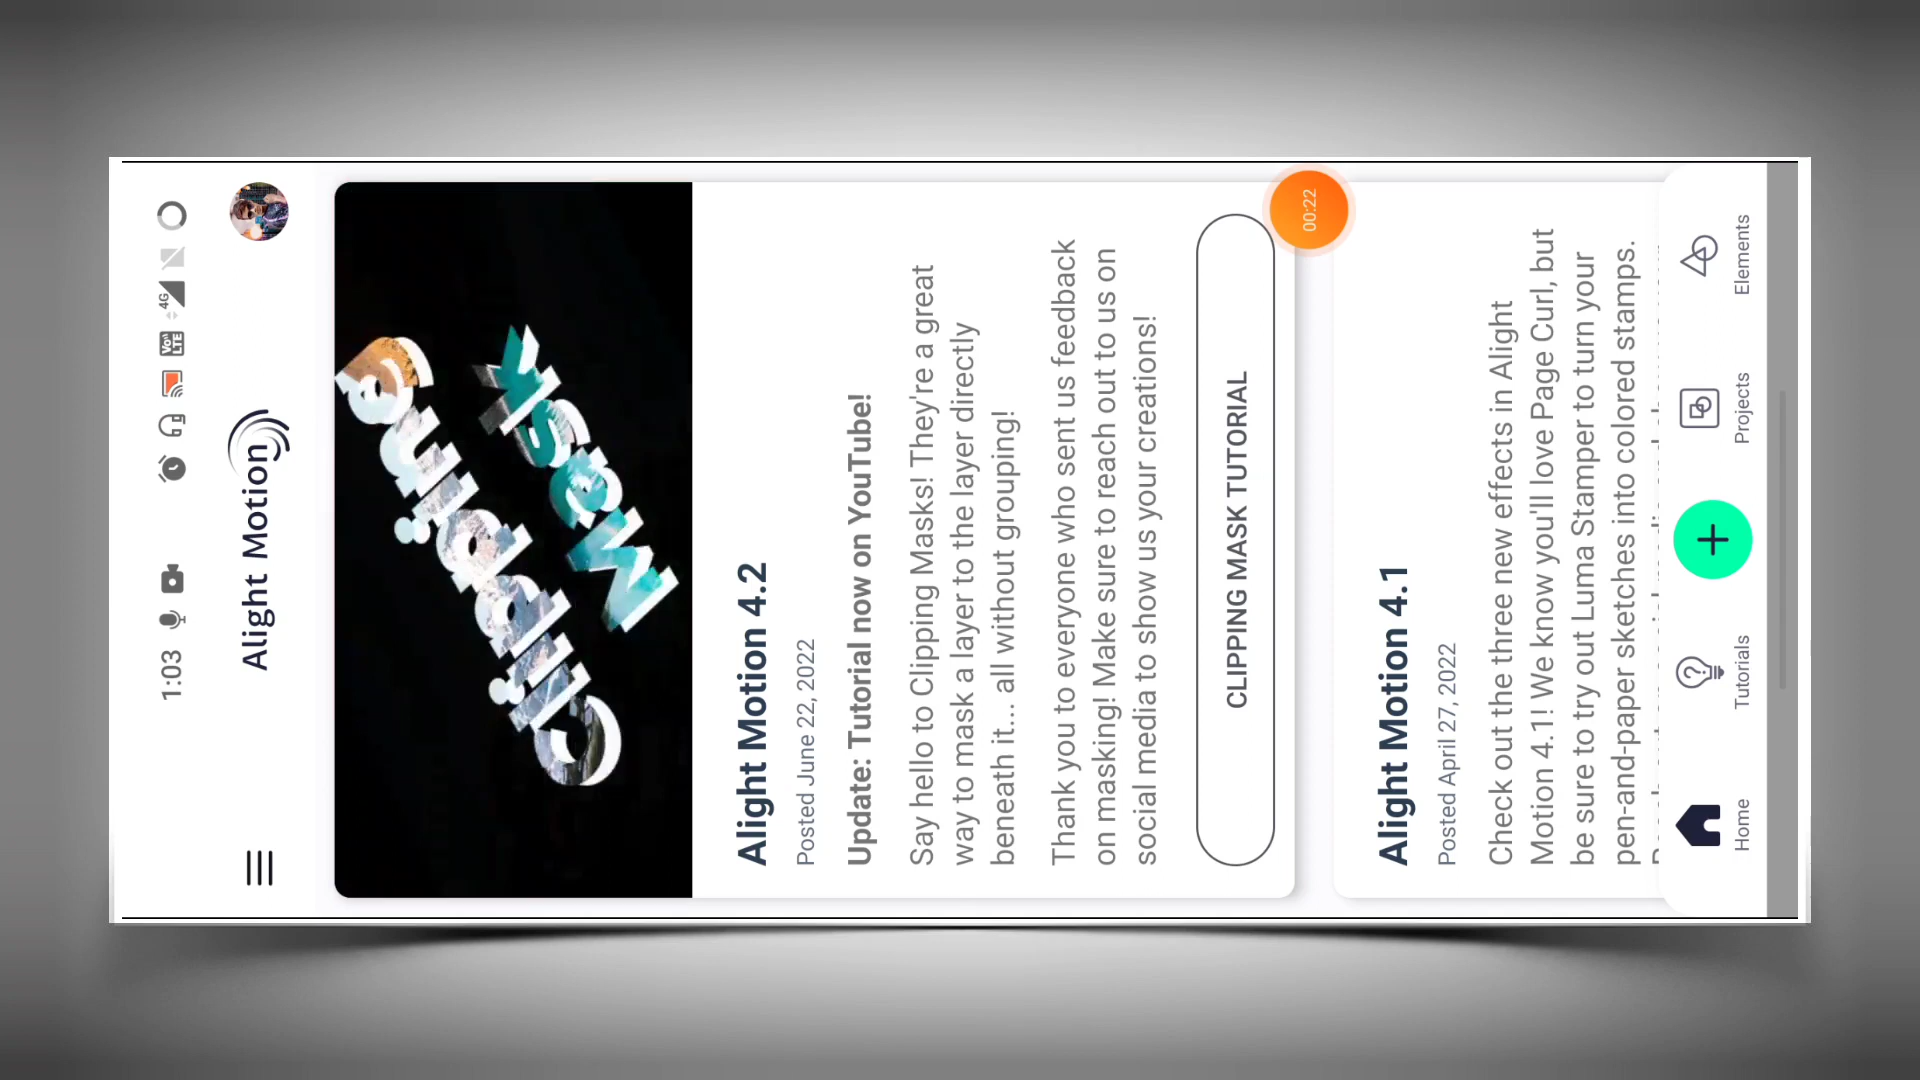 1:03
4G
Vo
LTE
Alight Motion
Clipping
Mask
Alight Motion 4.2
Posted June 22, 2022
Update: Tutorial now on YouTube!
Say hello to Clipping Masks! They're a great
way to mask a layer to the layer directly
beneath it... all without grouping!
Thank you to everyone who sent us feedback
on masking! Make sure to reach out to us on
social media to show us your creations!
CLIPPING MASK TUTORIAL
00:22
Alight Motion 4.1
Posted April 27, 2022
Check out the three new effects in Alight
Motion 4.1! We know you'll love Page Curl, but
be sure to try out Luma Stamper to turn your
pen-and-paper sketches into colored stamps.
Home
Tutorials
Projects
Elements